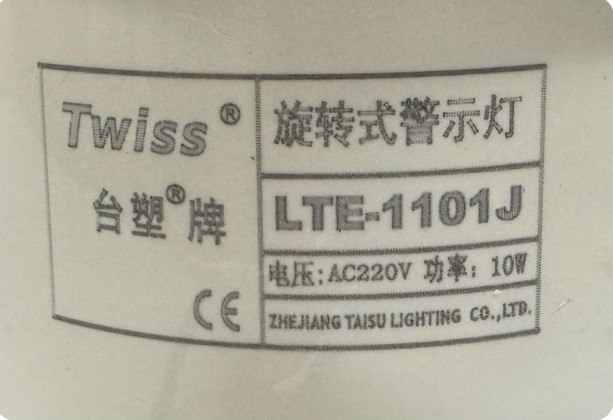 Twiss®
台塑®牌
CE
旋转式警示灯
LTE-1101J
电压:AC220V 功率: 10W
ZHEJIANG TAISU LIGHTING CO.,LTD.